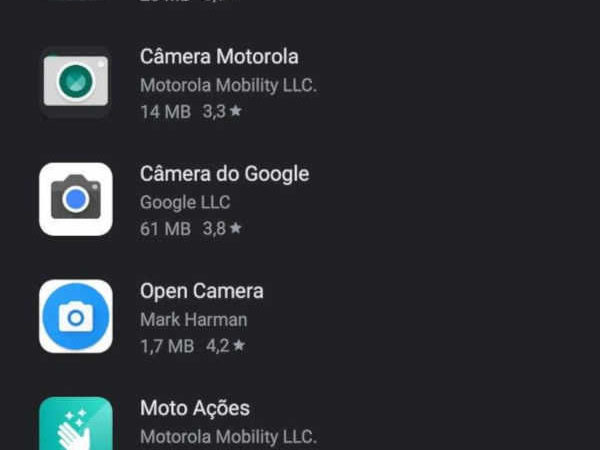 Câmera Motorola
Motorola Mobility LLC.
14 MB 3,3★
Câmera do Google
Google LLC
61 MB 3,8★
Open Camera
Mark Harman
1,7 MB 4,2★
Moto Ações
Motorola Mobility LLC.